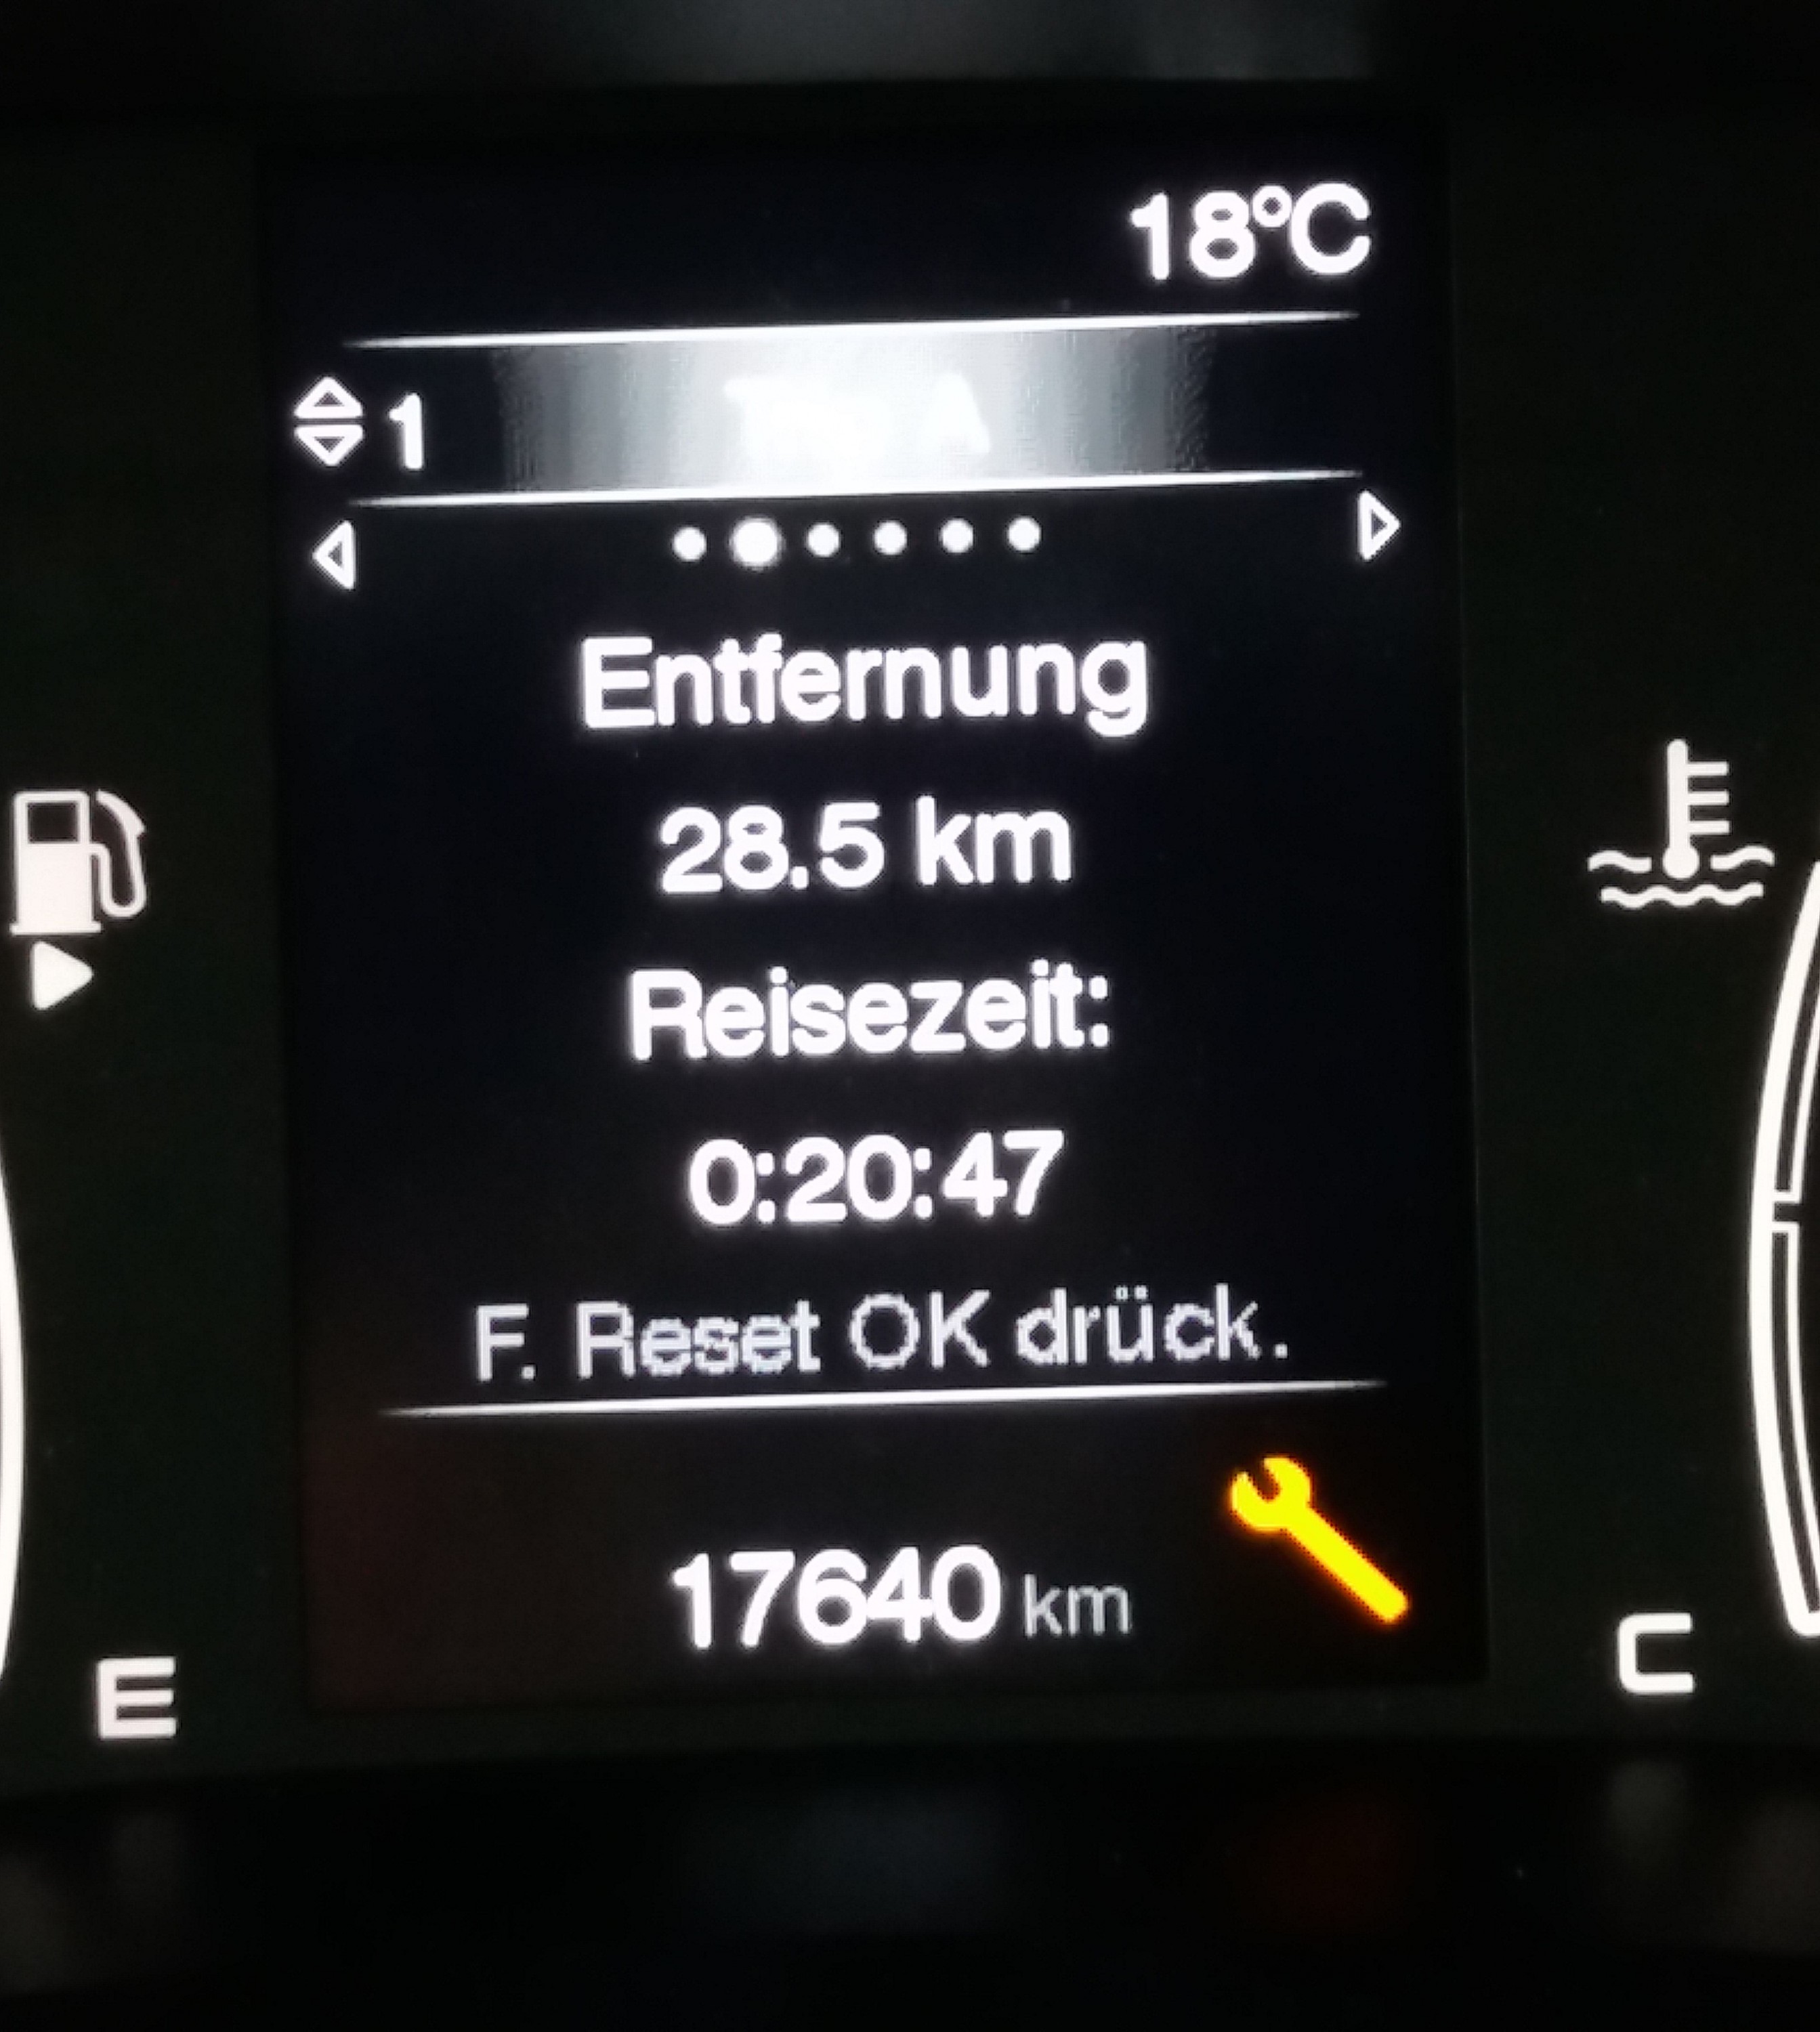 18°C
1
Entfernung
28.5 km
Reisezeit:
0:20:47
F. Reset OK drück.
17640 km
E
C